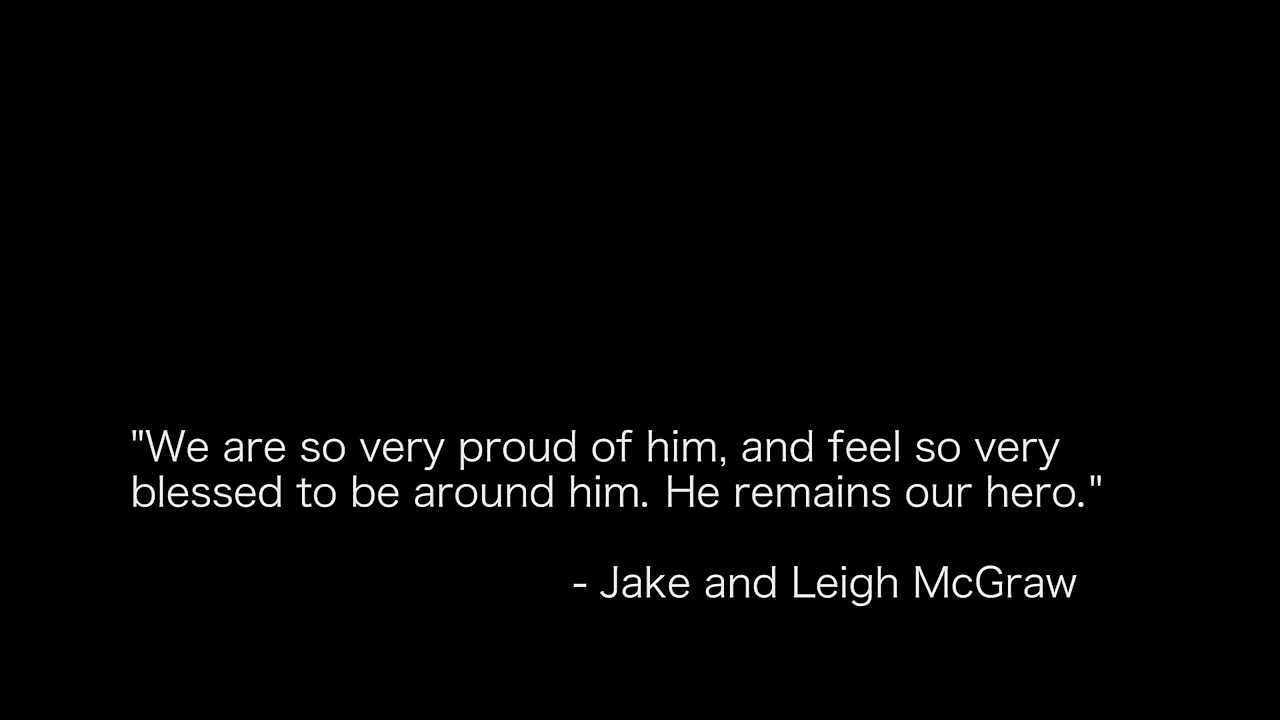 "We are so very proud of him, and feel so very
blessed to be around him. He remains our hero."
- Jake and Leigh McGraw